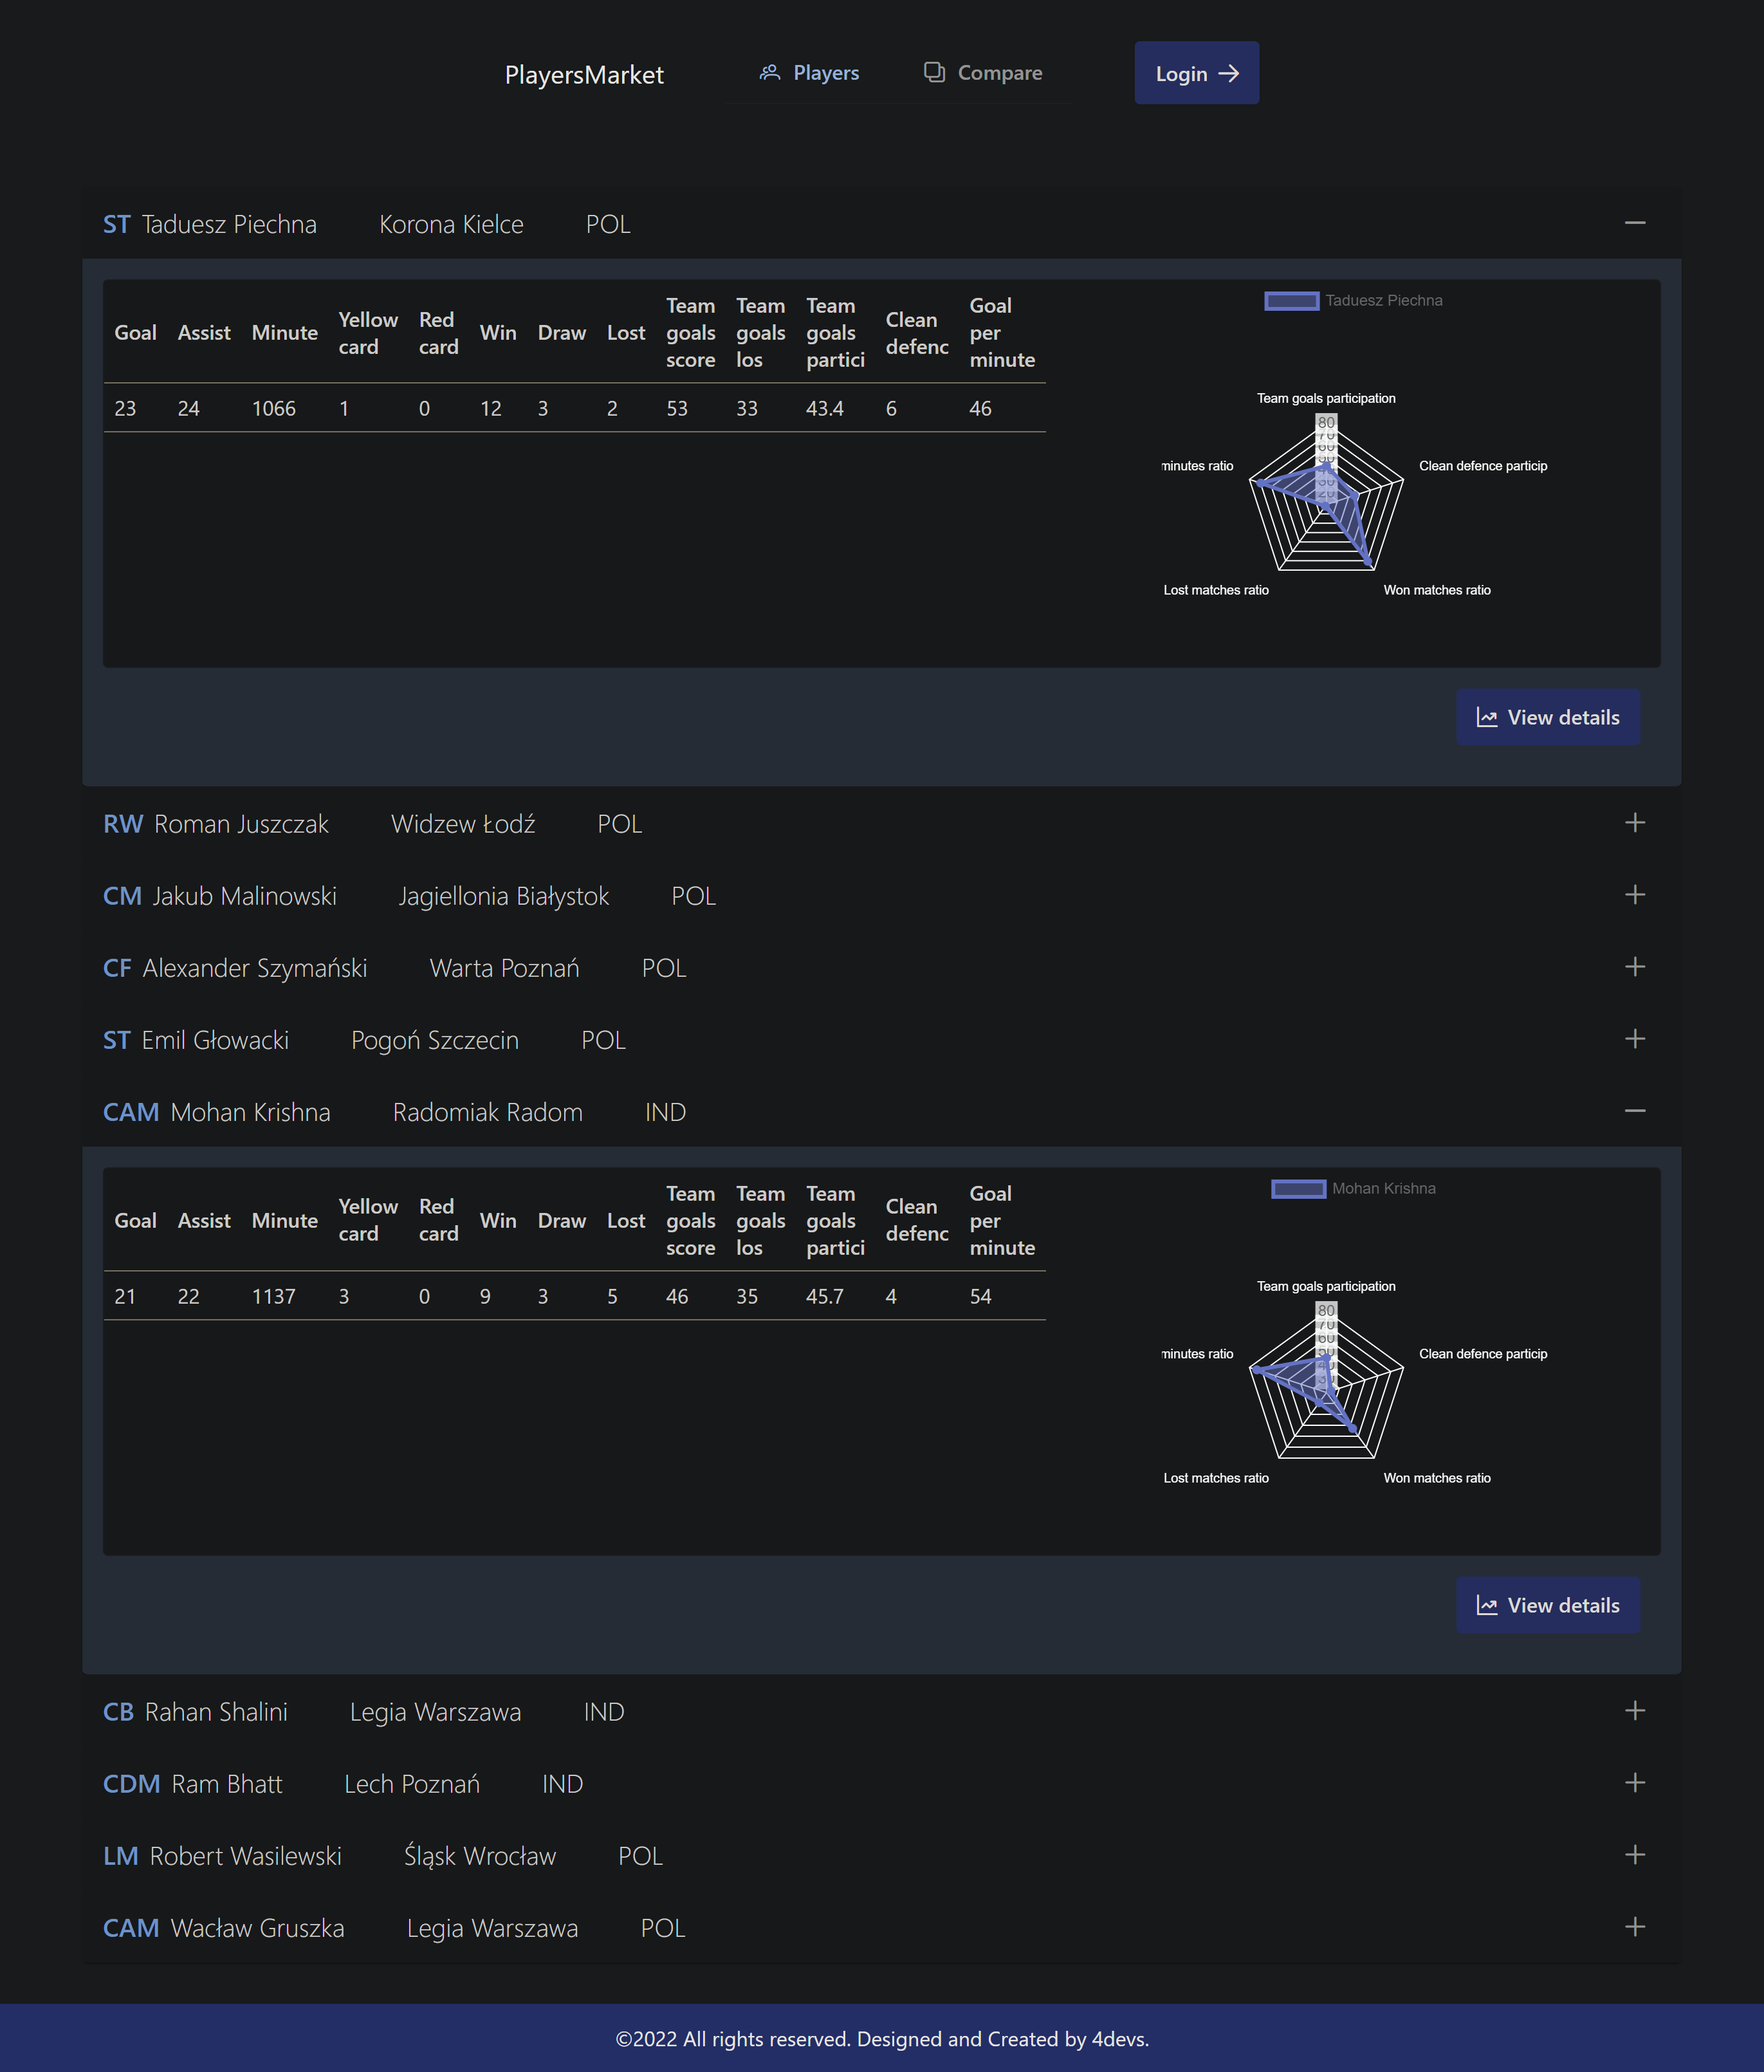 PlayersMarket
Players
Compare
Login
ST Taduesz Piechna Korona Kielce POL
Goal Assist Minute Yellow card Red card Win Draw Lost Team goals score Team goals los Team goals partici Clean defenc Goal per minute
23 24 1066 1 0 12 3 2 53 33 43.4 6 46
Taduesz Piechna
Team goals participation
80
70
60
minutes ratio
Clean defence particip
Lost matches ratio
Won matches ratio
View details
RW Roman Juszczak Widzew Łodź POL
CM Jakub Malinowski Jagiellonia Białystok POL
CF Alexander Szymański Warta Poznań POL
ST Emil Głowacki Pogoń Szczecin POL
CAM Mohan Krishna Radomiak Radom IND
Goal Assist Minute Yellow card Red card Win Draw Lost Team goals score Team goals los Team goals partici Clean defenc Goal per minute
21 22 1137 3 0 9 3 5 46 35 45.7 4 54
Mohan Krishna
Team goals participation
80
70
60
minutes ratio
Clean defence particip
Lost matches ratio
Won matches ratio
View details
CB Rahan Shalini Legia Warszawa IND
CDM Ram Bhatt Lech Poznań IND
LM Robert Wasilewski Śląsk Wrocław POL
CAM Wacław Gruszka Legia Warszawa POL
©2022 All rights reserved. Designed and Created by 4devs.